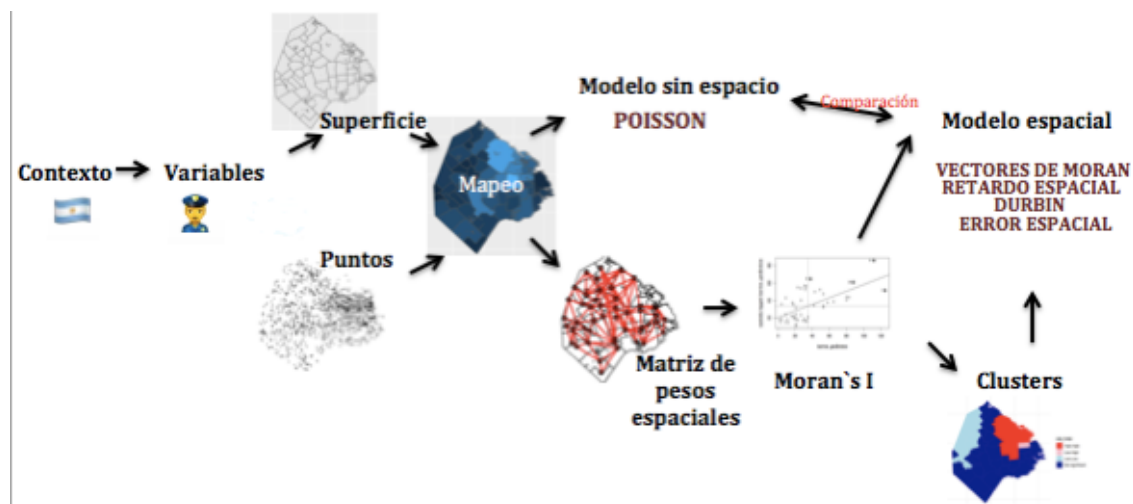 Contexto
Variables
Superficie
Puntos
Mapeo
Modelo sin espacio
POISSON
Comparación
Modelo espacial
VECTORES DE MORAN
RETARDO ESPACIAL
DURBIN
ERROR ESPACIAL
Matriz de
pesos
espaciales
Moran`s I
Clusters